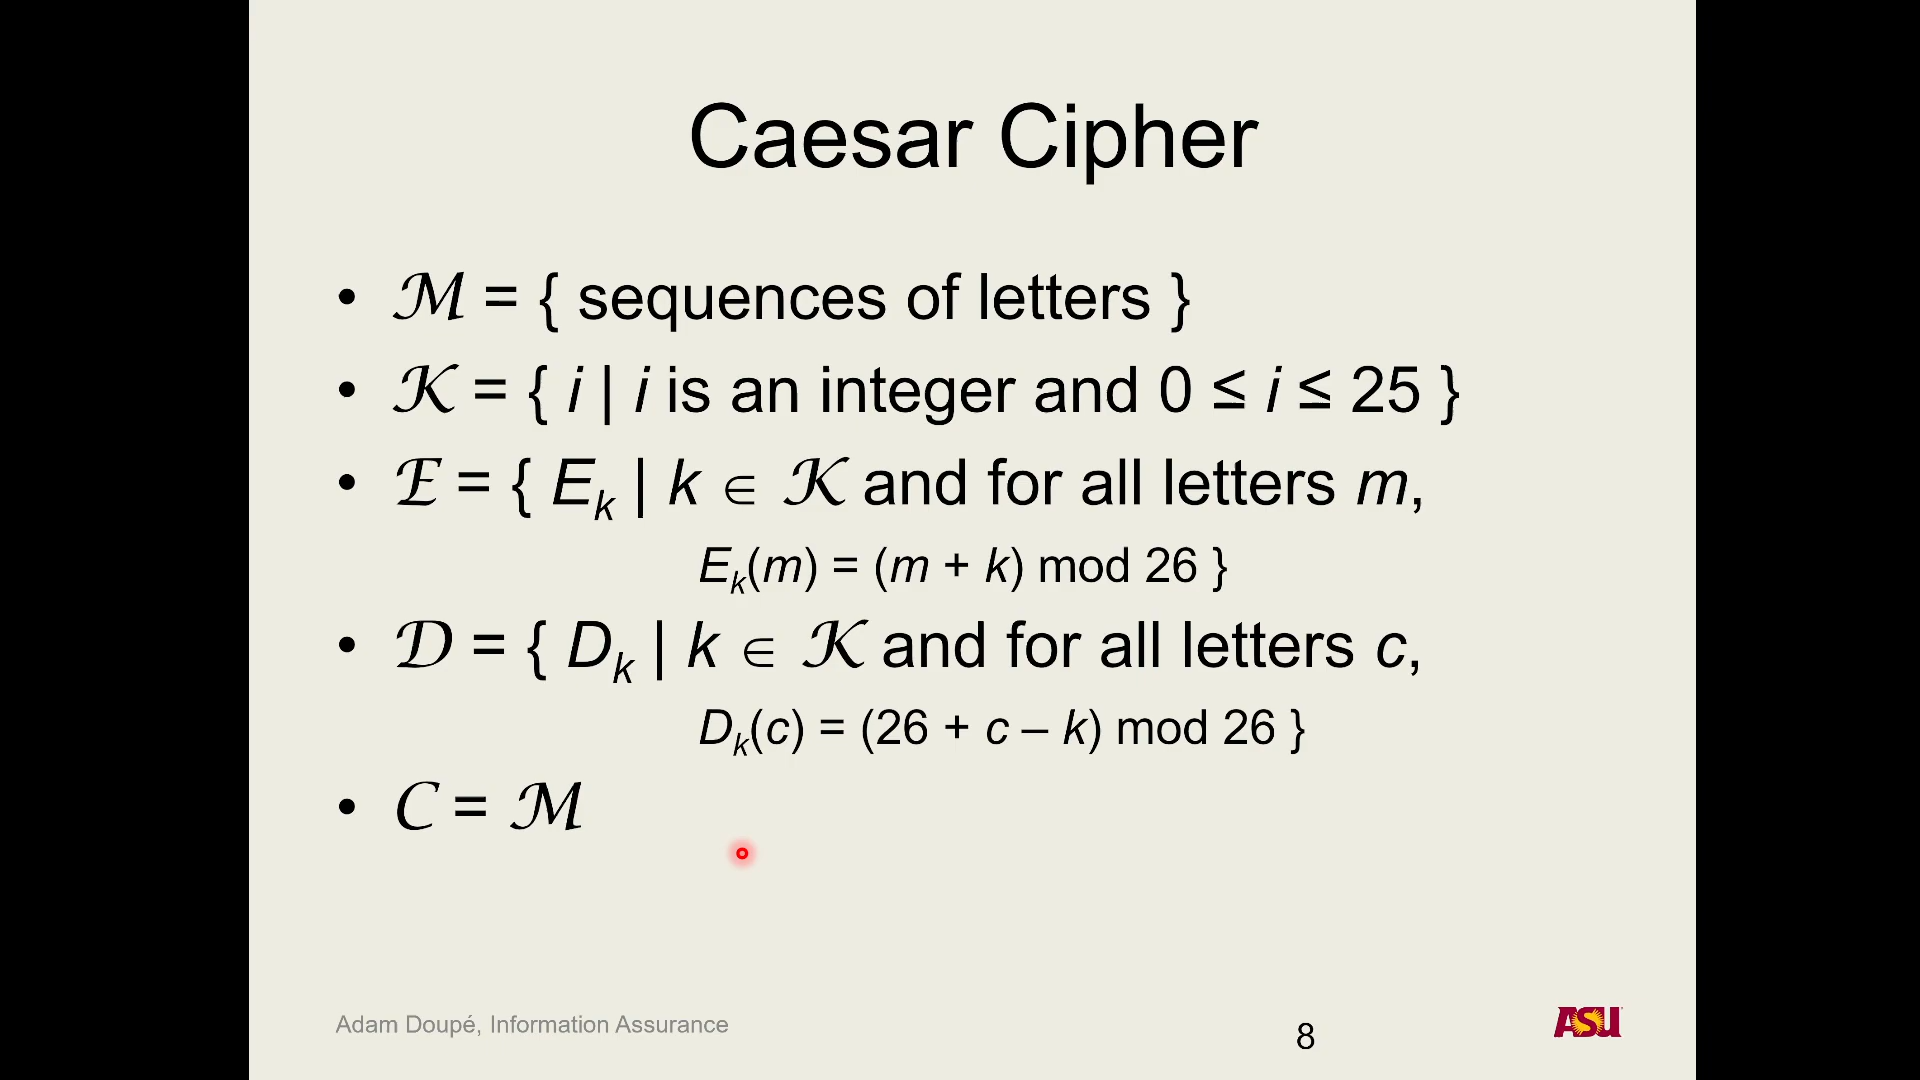 Caesar Cipher
• ℳ = { sequences of letters }
• 𝒦 = { i | i is an integer and 0 ≤ i ≤ 25 }
• ℰ = { Eₖ | k ∈ 𝒦 and for all letters m,
Eₖ(m) = (m + k) mod 26 }
• 𝒟 = { Dₖ | k ∈ 𝒦 and for all letters c,
Dₖ(c) = (26 + c – k) mod 26 }
• 𝒞 = ℳ
Adam Doupé, Information Assurance
8
ASU